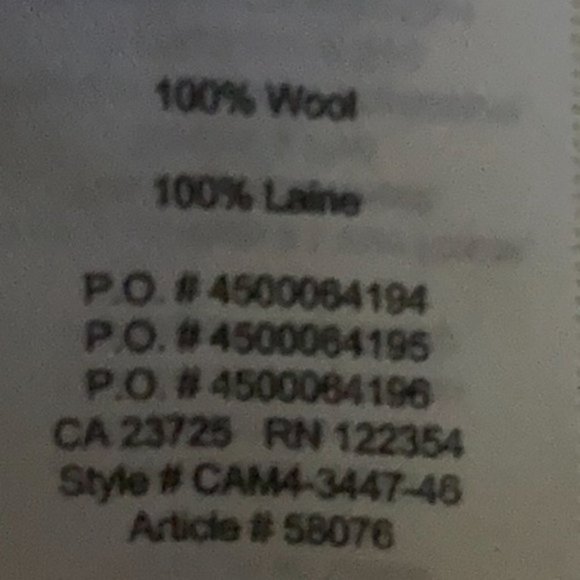 100% Wool
100% Laine
P.O. # 4500064194
P.O. # 4500064195
P.O. # 4500064196
CA 23725 RN 122354
Style # CAM4-3447-46
Article # 58076